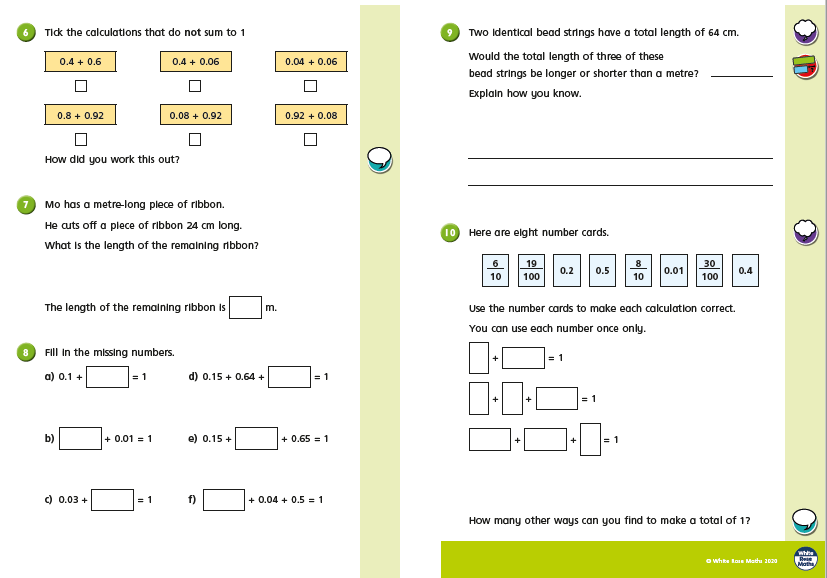 6 Tick the calculations that do not sum to 1
0.4 + 0.6 0.4 + 0.06 0.04 + 0.06
0.8 + 0.92 0.08 + 0.92 0.92 + 0.08
How did you work this out?
7 Mo has a metre-long piece of ribbon.
He cuts off a piece of ribbon 24 cm long.
What is the length of the remaining ribbon?
The length of the remaining ribbon is m.
8 Fill in the missing numbers.
a) 0.1 + = 1 d) 0.15 + 0.64 + = 1
b) + 0.01 = 1 e) 0.15 + + 0.65 = 1
c) 0.03 + = 1 f) + 0.04 + 0.5 = 1
9 Two identical bead strings have a total length of 64 cm.
Would the total length of three of these
bead strings be longer or shorter than a metre?
Explain how you know.
10 Here are eight number cards.
6/10 19/100 0.2 0.5 8/10 0.01 30/100 0.4
Use the number cards to make each calculation correct.
You can use each number once only.
+ = 1
+ + = 1
+ + = 1
How many other ways can you find to make a total of 1?
© White Rose Maths 2020
White
Rose
Maths